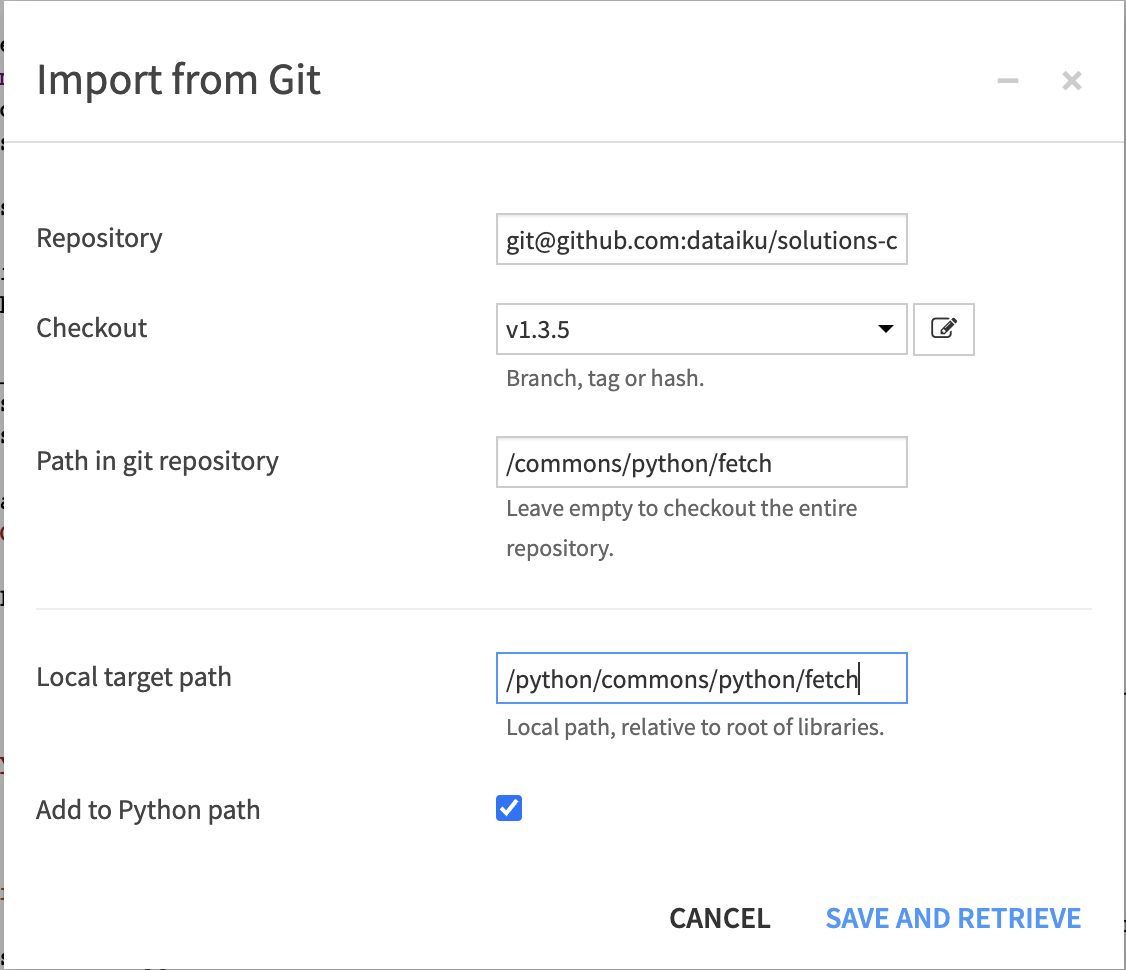 Import from Git
Repository
git@github.com:dataiku/solutions-c
Checkout
v1.3.5
Branch, tag or hash.
Path in git repository
/commons/python/fetch
Leave empty to checkout the entire
repository.
Local target path
/python/commons/python/fetch
Local path, relative to root of libraries.
Add to Python path
CANCEL
SAVE AND RETRIEVE